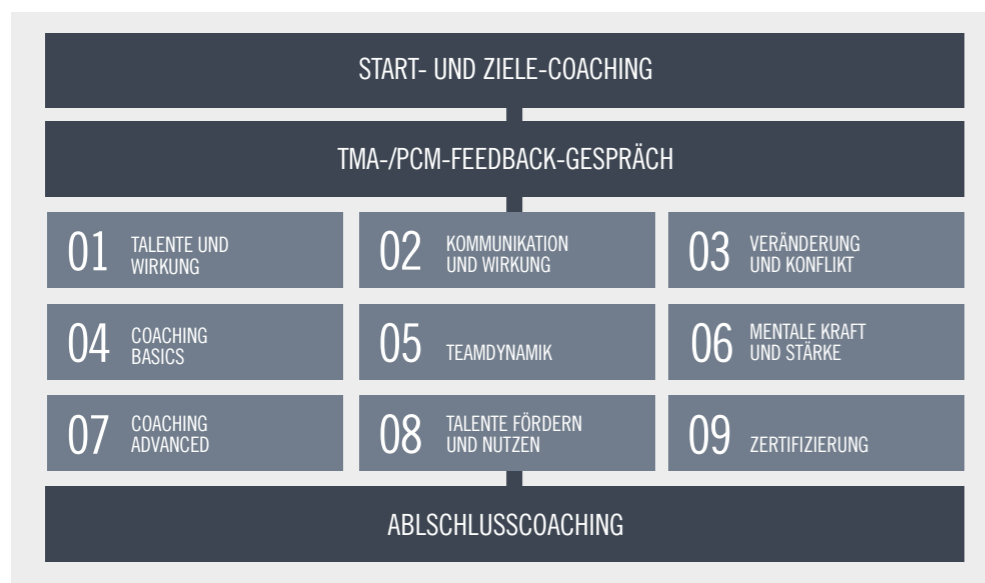 START- UND ZIELE-COACHING
TMA-/PCM-FEEDBACK-GESPRÄCH
01 TALENTE UND
WIRKUNG
02 KOMMUNIKATION
UND WIRKUNG
03 VERÄNDERUNG
UND KONFLIKT
04 COACHING
BASICS
05 TEAMDYNAMIK
06 MENTALE KRAFT
UND STÄRKE
07 COACHING
ADVANCED
08 TALENTE FÖRDERN
UND NUTZEN
09 ZERTIFIZIERUNG
ABLSCHLUSSCOACHING